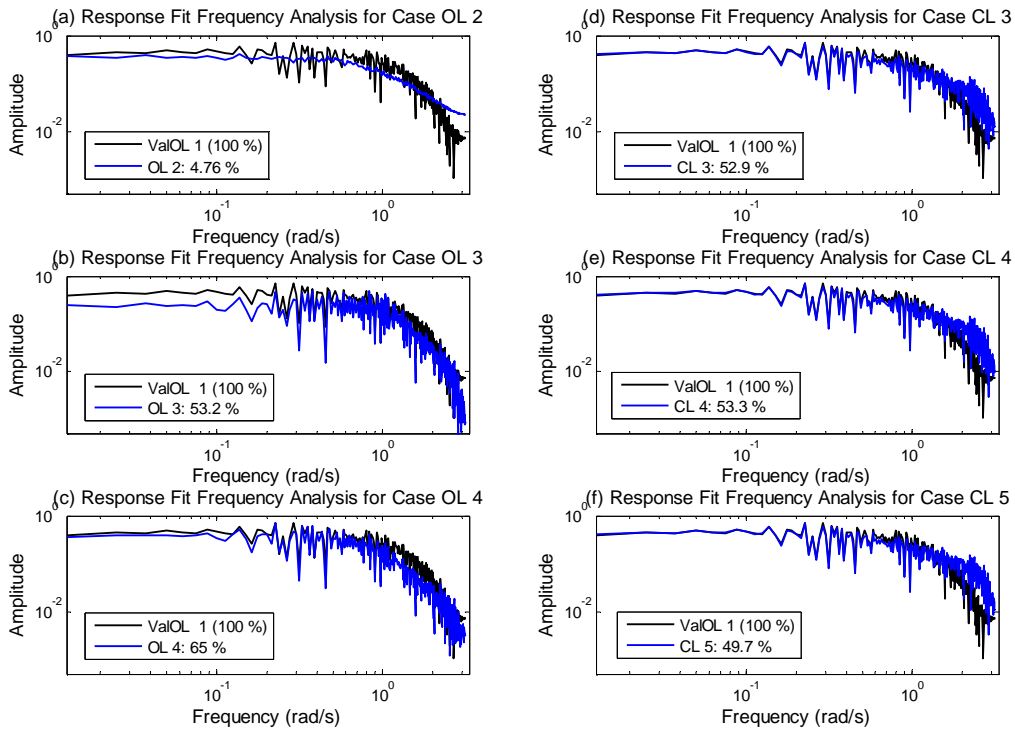 (a) Response Fit Frequency Analysis for Case OL 2
10^0
10^-2
Amplitude
ValOL 1 (100 %)
OL 2: 4.76 %
10^-1
10^0
Frequency (rad/s)
(b) Response Fit Frequency Analysis for Case OL 3
10^0
10^-2
Amplitude
ValOL 1 (100 %)
OL 3: 53.2 %
10^-1
10^0
Frequency (rad/s)
(c) Response Fit Frequency Analysis for Case OL 4
10^0
10^-2
Amplitude
ValOL 1 (100 %)
OL 4: 65 %
10^-1
10^0
Frequency (rad/s)
(d) Response Fit Frequency Analysis for Case CL 3
10^0
10^-2
Amplitude
ValOL 1 (100 %)
CL 3: 52.9 %
10^-1
10^0
Frequency (rad/s)
(e) Response Fit Frequency Analysis for Case CL 4
10^0
10^-2
Amplitude
ValOL 1 (100 %)
CL 4: 53.3 %
10^-1
10^0
Frequency (rad/s)
(f) Response Fit Frequency Analysis for Case CL 5
10^0
10^-2
Amplitude
ValOL 1 (100 %)
CL 5: 49.7 %
10^-1
10^0
Frequency (rad/s)